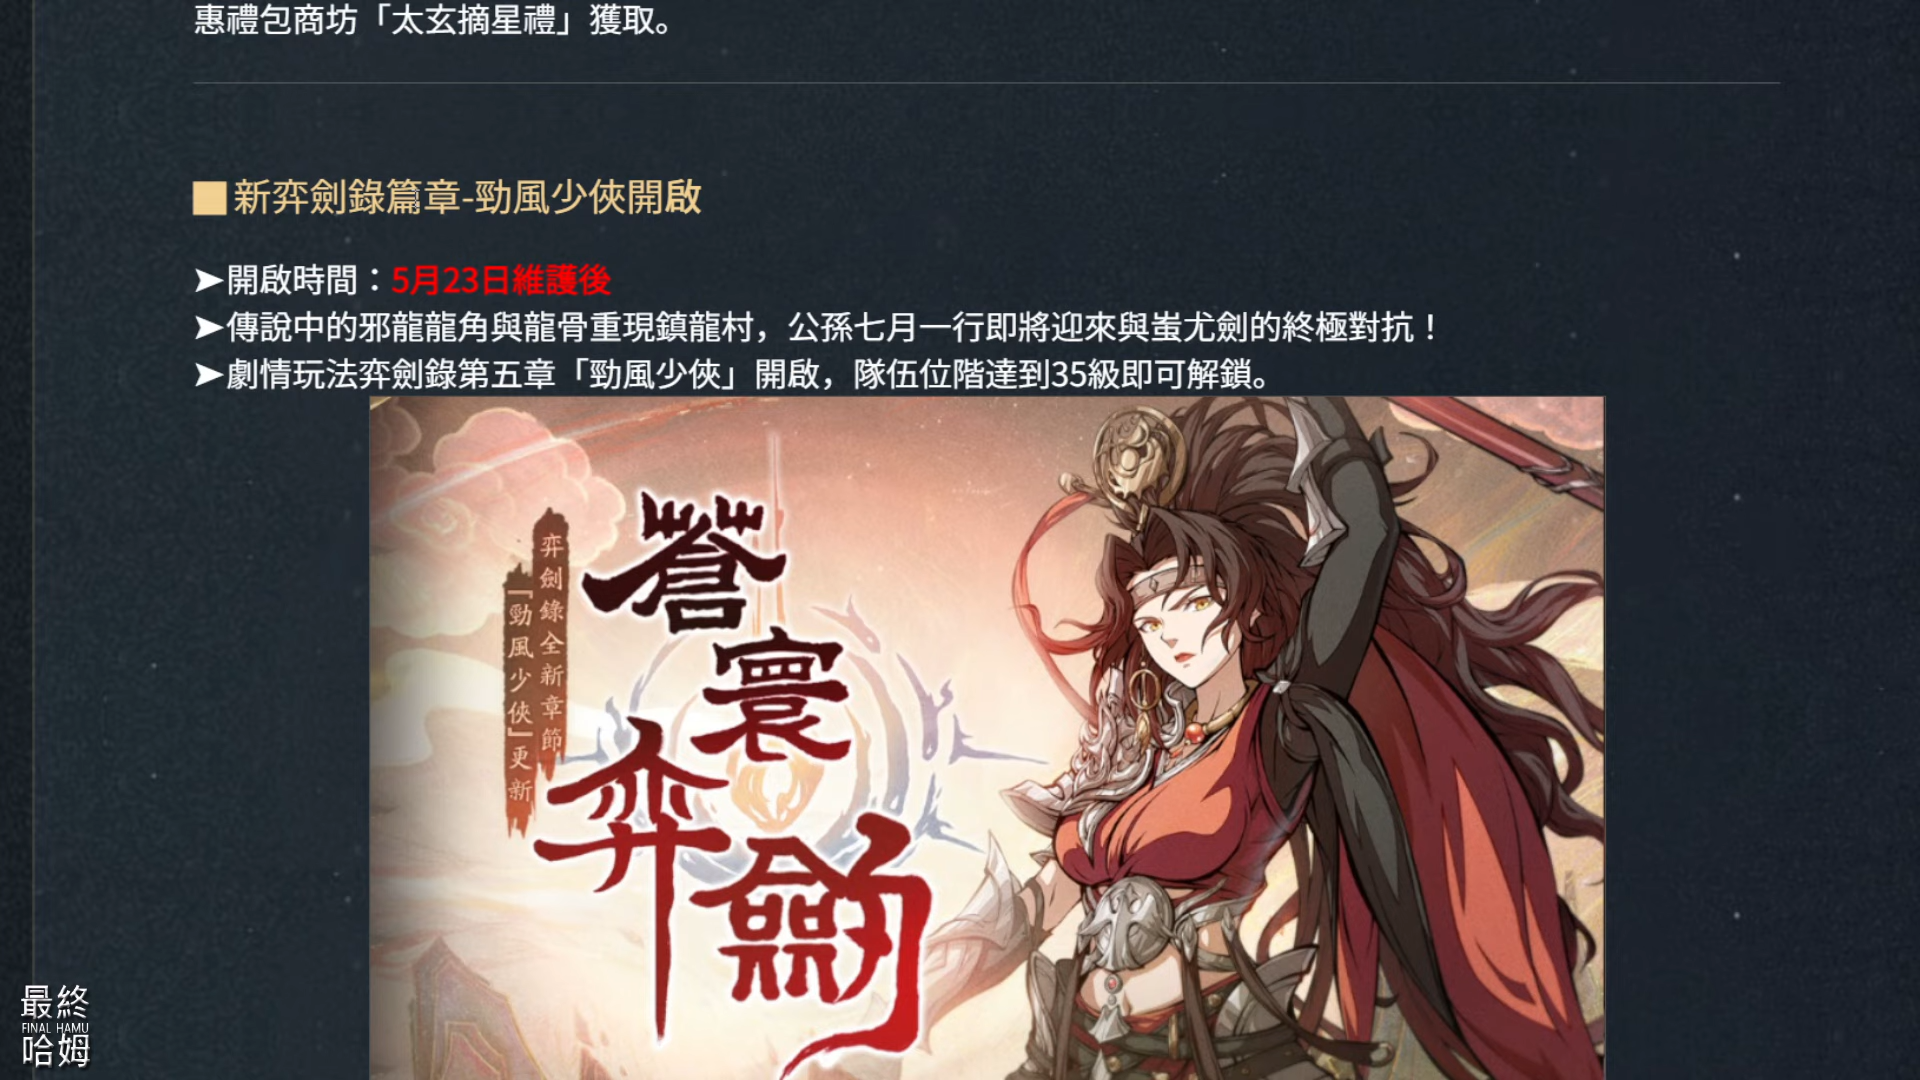 惠禮包商坊「太玄摘星禮」獲取。
■新弈劍錄篇章-勁風少俠開啟
➤開啟時間：5月23日維護後
➤傳說中的邪龍龍角與龍骨重現鎮龍村，公孫七月一行即將迎來與蚩尤劍的終極對抗！
➤劇情玩法弈劍錄第五章「勁風少俠」開啟，隊伍位階達到35級即可解鎖。
弈劍錄全新章節
「勁風少俠」更新
蒼寰
弈劍
最終
FINAL HAMU
哈姆